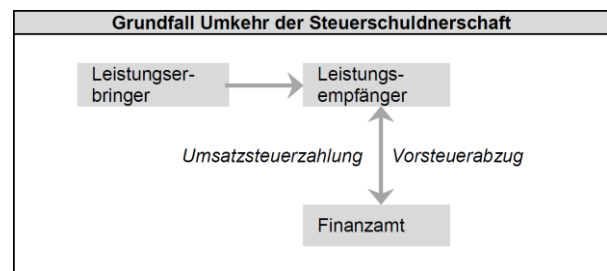 Grundfall Umkehr der Steuerschuldnerschaft
Leistungser-
bringer
Leistungs-
empfänger
Umsatzsteuerzahlung
Vorsteuerabzug
Finanzamt